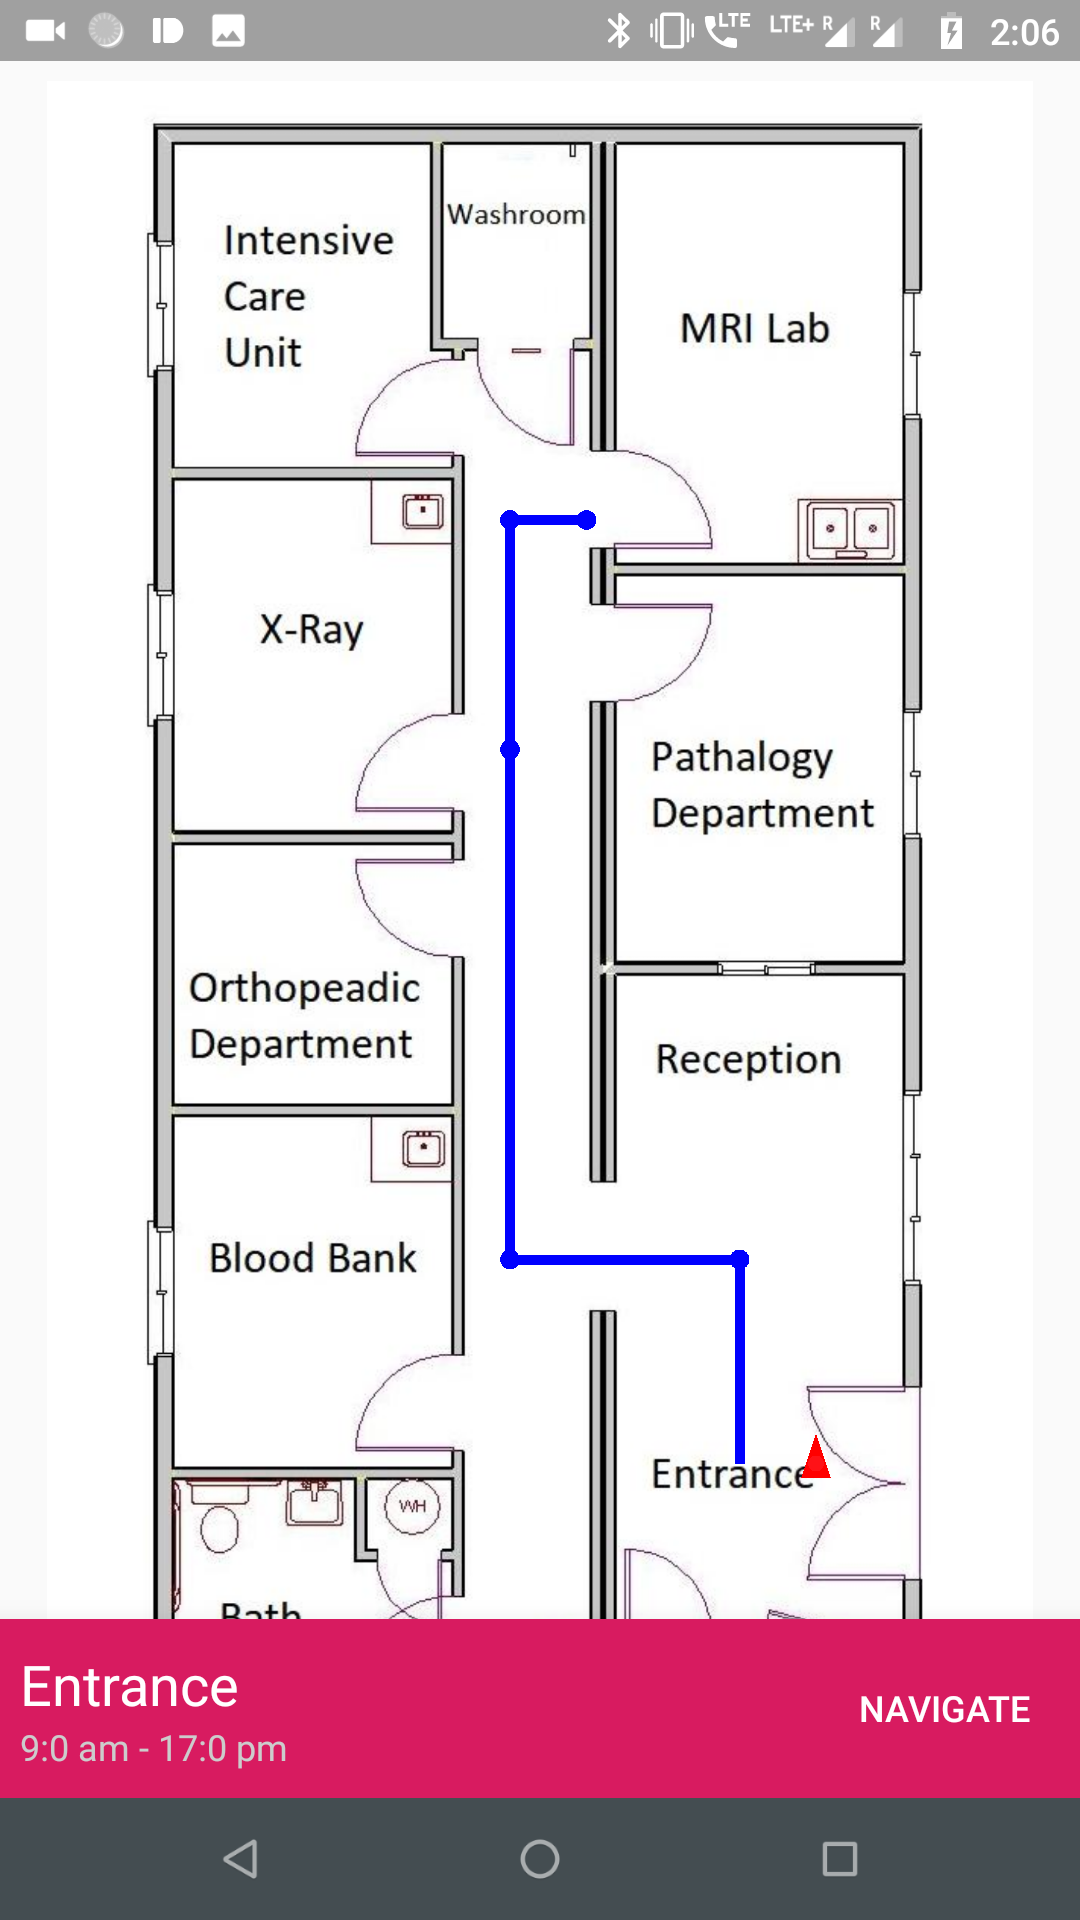 LTE LTE+ R R 2:06
Washroom
Intensive
Care
Unit
MRI Lab
X-Ray
Pathalogy
Department
Orthopeadic
Department
Reception
Blood Bank
Entrance
WH
Bath
Entrance
9:0 am - 17:0 pm
NAVIGATE